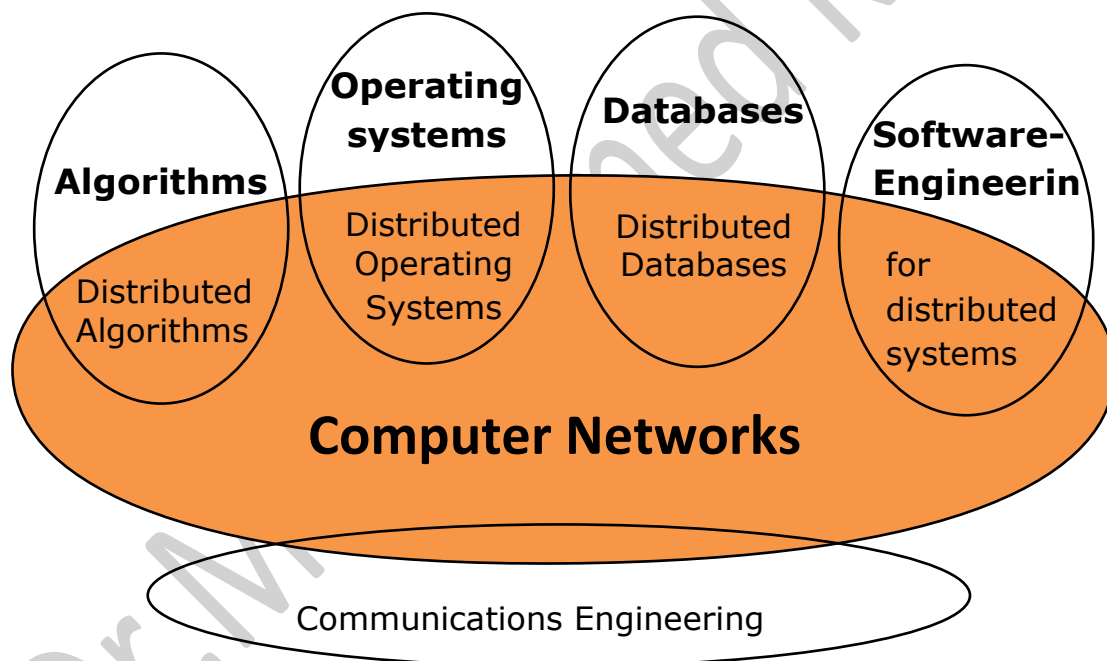 Operating
systems
Databases
Software-
Engineerin
Algorithms
Distributed
Operating
Systems
Distributed
Databases
for
distributed
systems
Distributed
Algorithms
Computer Networks
Communications Engineering